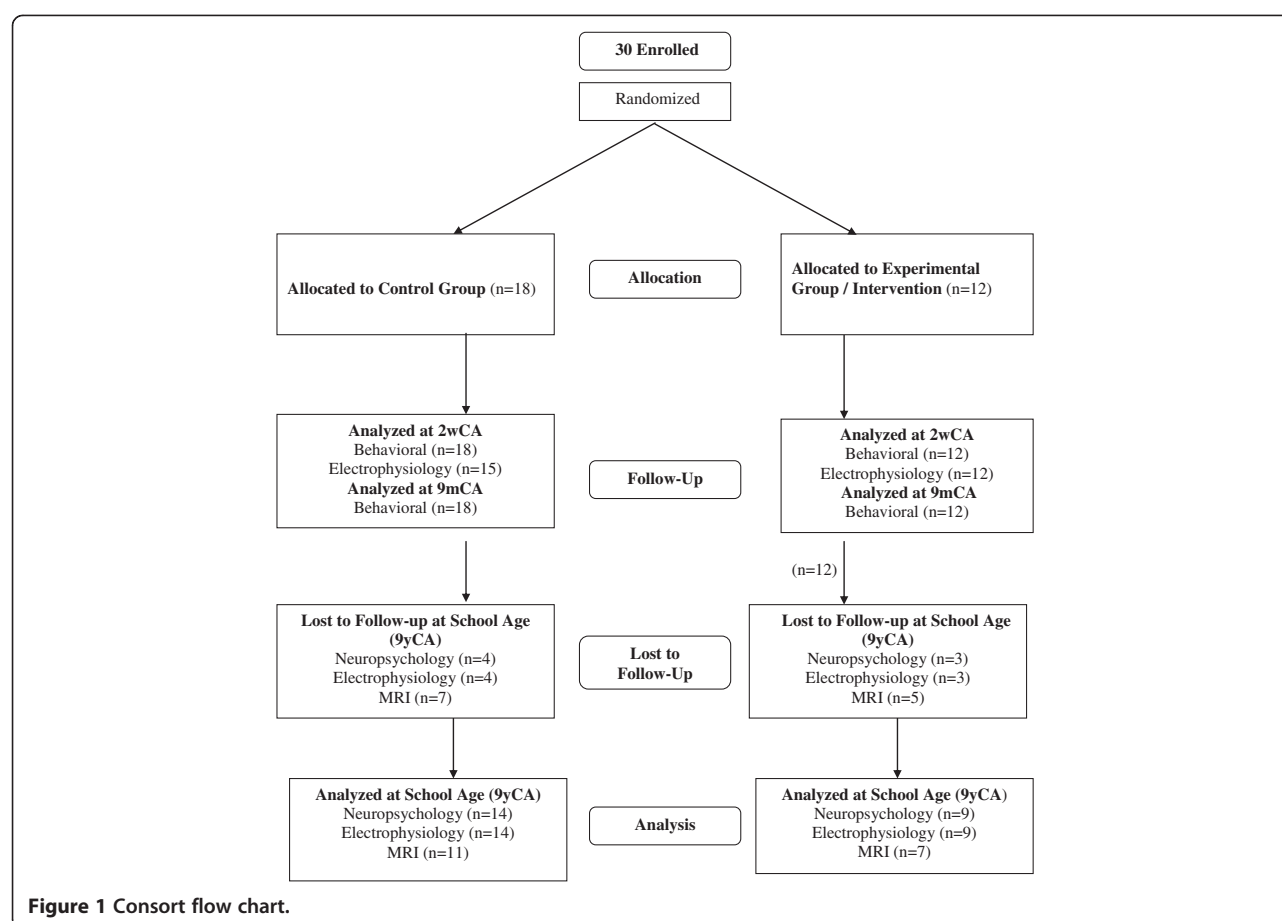 30 Enrolled
Randomized
Allocated to Control Group (n=18)
Allocation
Allocated to Experimental
Group / Intervention (n=12)
Analyzed at 2wCA
Behavioral (n=18)
Electrophysiology (n=15)
Analyzed at 9mCA
Behavioral (n=18)
Follow-Up
Analyzed at 2wCA
Behavioral (n=12)
Electrophysiology (n=12)
Analyzed at 9mCA
Behavioral (n=12)
(n=12)
Lost to Follow-up at School Age
(9yCA)
Neuropsychology (n=4)
Electrophysiology (n=4)
MRI (n=7)
Lost to
Follow-Up
Lost to Follow-up at School Age
(9yCA)
Neuropsychology (n=3)
Electrophysiology (n=3)
MRI (n=5)
Analyzed at School Age (9yCA)
Neuropsychology (n=14)
Electrophysiology (n=14)
MRI (n=11)
Analysis
Analyzed at School Age (9yCA)
Neuropsychology (n=9)
Electrophysiology (n=9)
MRI (n=7)
Figure 1 Consort flow chart.